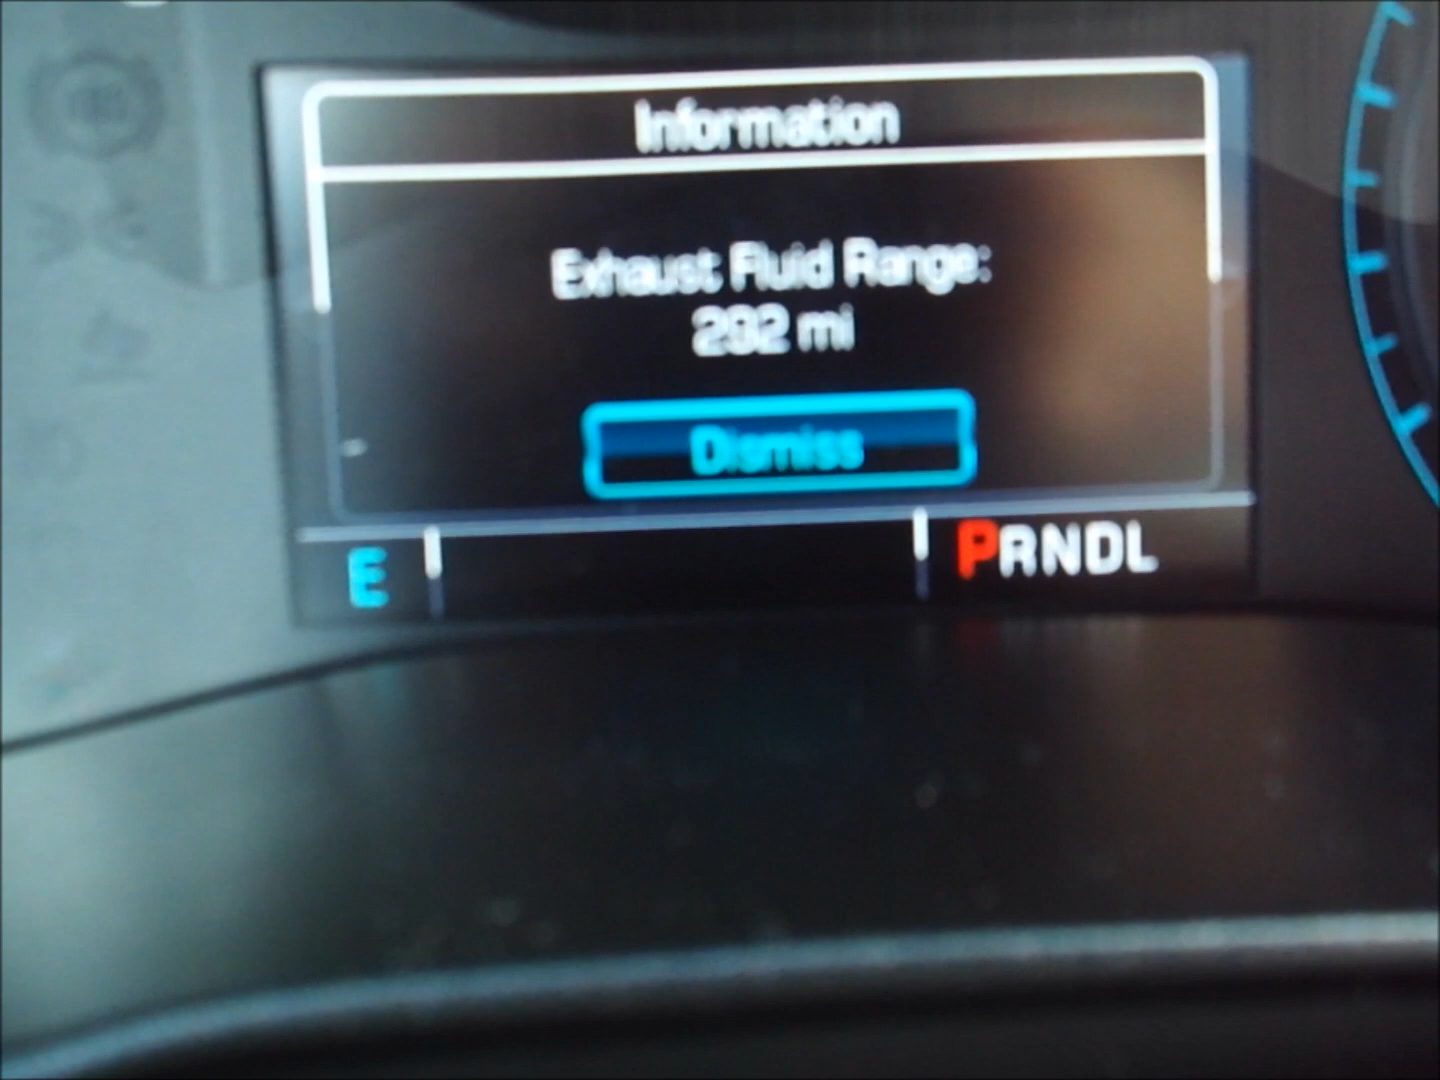 Information
Exhaust Fluid Range:
292 mi
Dismiss
E PRNDL